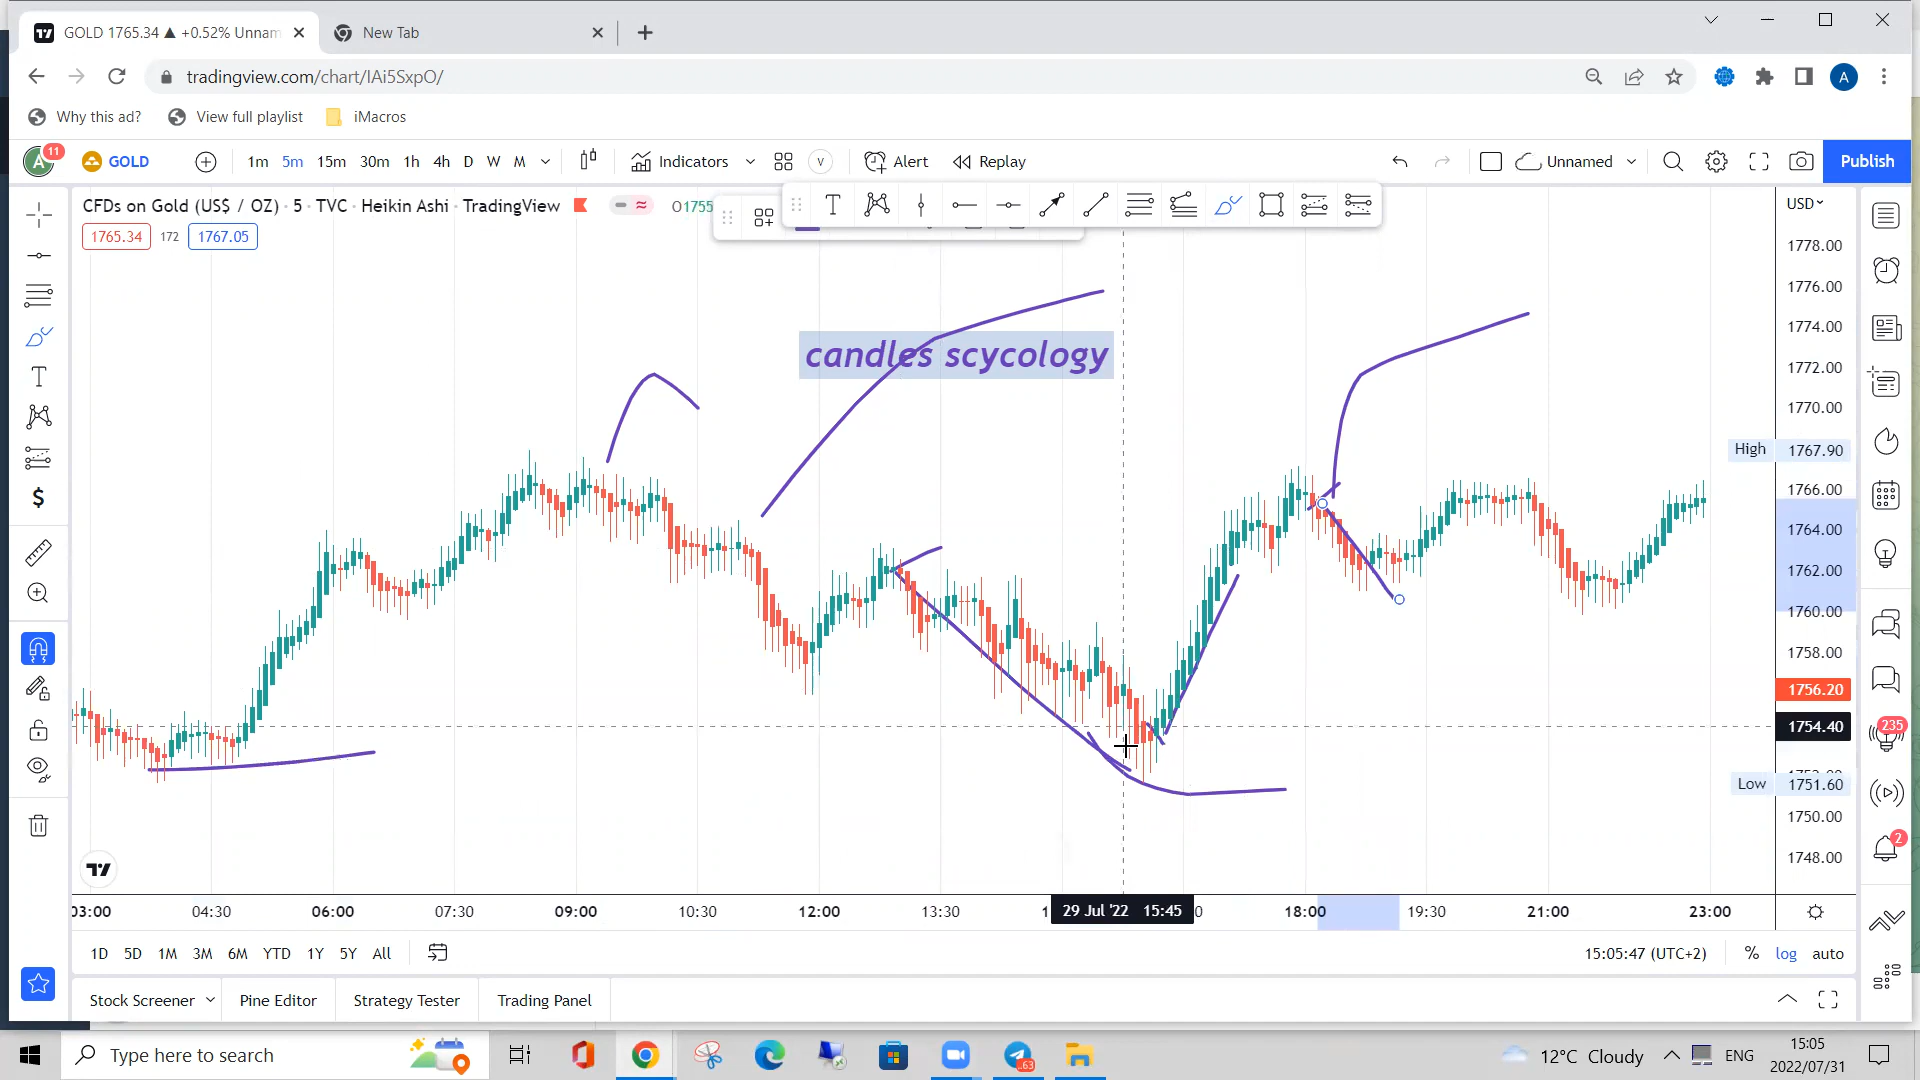 GOLD 1765.34 ▲ +0.52% Unnam
New Tab
tradingview.com/chart/IAi5SxpO/
A
Why this ad?
View full playlist
iMacros
A 11 GOLD 1m 5m 15m 30m 1h 4h D W M Indicators V Alert Replay Unnamed Publish
CFDs on Gold (US$ / OZ) · 5 · TVC · Heikin Ashi · TradingView O1755
T
USD
1765.34 172 1767.05
1778.00
1776.00
1774.00
candles scycology
1772.00
1770.00
High 1767.90
1766.00
1764.00
1762.00
1760.00
1758.00
1756.20
1754.40
235
Low 1751.60
1750.00
2
1748.00
03:00 04:30 06:00 07:30 09:00 10:30 12:00 13:30 29 Jul '22 15:45 18:00 19:30 21:00 23:00
1D 5D 1M 3M 6M YTD 1Y 5Y All 15:05:47 (UTC+2) % log auto
Stock Screener Pine Editor Strategy Tester Trading Panel
Type here to search 63 12°C Cloudy ENG 15:05
2022/07/31